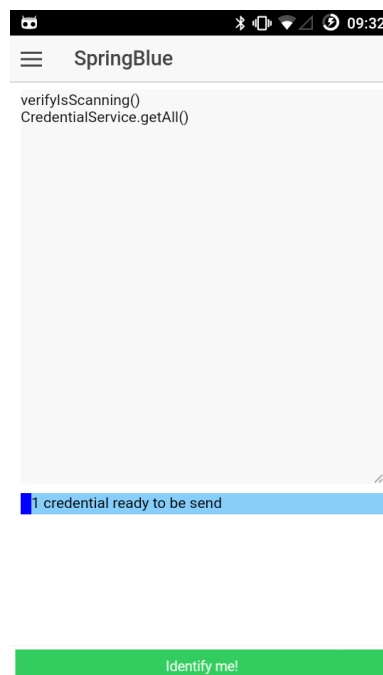 09:32
SpringBlue
verifyIsScanning()
CredentialService.getAll()
1 credential ready to be send
Identify me!